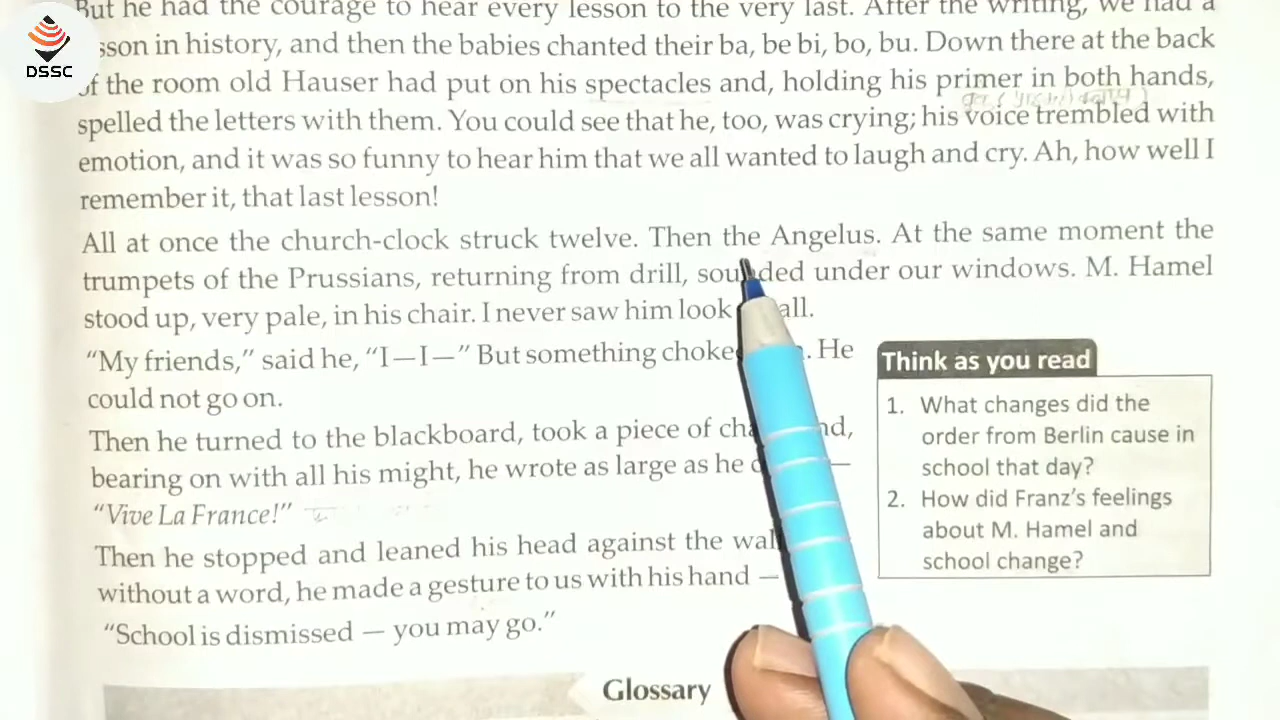 But he had the courage to hear every lesson to the very last. After the writing, we had a
sson in history, and then the babies chanted their ba, be bi, bo, bu. Down there at the back
of the room old Hauser had put on his spectacles and, holding his primer in both hands,
spelled the letters with them. You could see that he, too, was crying; his voice trembled with
emotion, and it was so funny to hear him that we all wanted to laugh and cry. Ah, how well I
remember it, that last lesson!
All at once the church-clock struck twelve. Then the Angelus. At the same moment the
trumpets of the Prussians, returning from drill, sounded under our windows. M. Hamel
stood up, very pale, in his chair. I never saw him look all.
“My friends,” said he, “I—I—” But something choke . He
could not go on.
Then he turned to the blackboard, took a piece of cha nd,
bearing on with all his might, he wrote as large as he —
“Vive La France!”
Then he stopped and leaned his head against the wal
without a word, he made a gesture to us with his hand —
“School is dismissed — you may go.”
Think as you read
1. What changes did the
order from Berlin cause in
school that day?
2. How did Franz’s feelings
about M. Hamel and
school change?
Glossary
DSSC